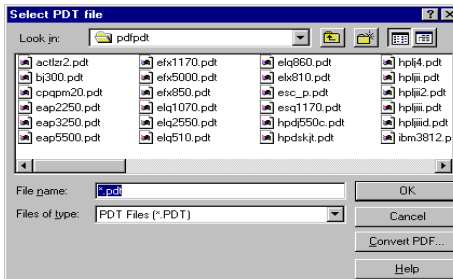 Select PDT file
Look in: pdfpdt
actlzr2.pdt efx1170.pdt elq860.pdt hplj4.pdt
bj300.pdt efx5000.pdt elx810.pdt hpljii.pdt
cpqpm20.pdt efx850.pdt esc_p.pdt hpljii2.pdt
eap2250.pdt elq1070.pdt esq1170.pdt hpljiii.pdt
eap3250.pdt elq2550.pdt hpdj550c.pdt hpljiiid.pdt
eap5500.pdt elq510.pdt hpdskjt.pdt ibm3812.p
File name: *.pdt OK
Files of type: PDT Files (*.PDT) Cancel
Convert PDF...
Help